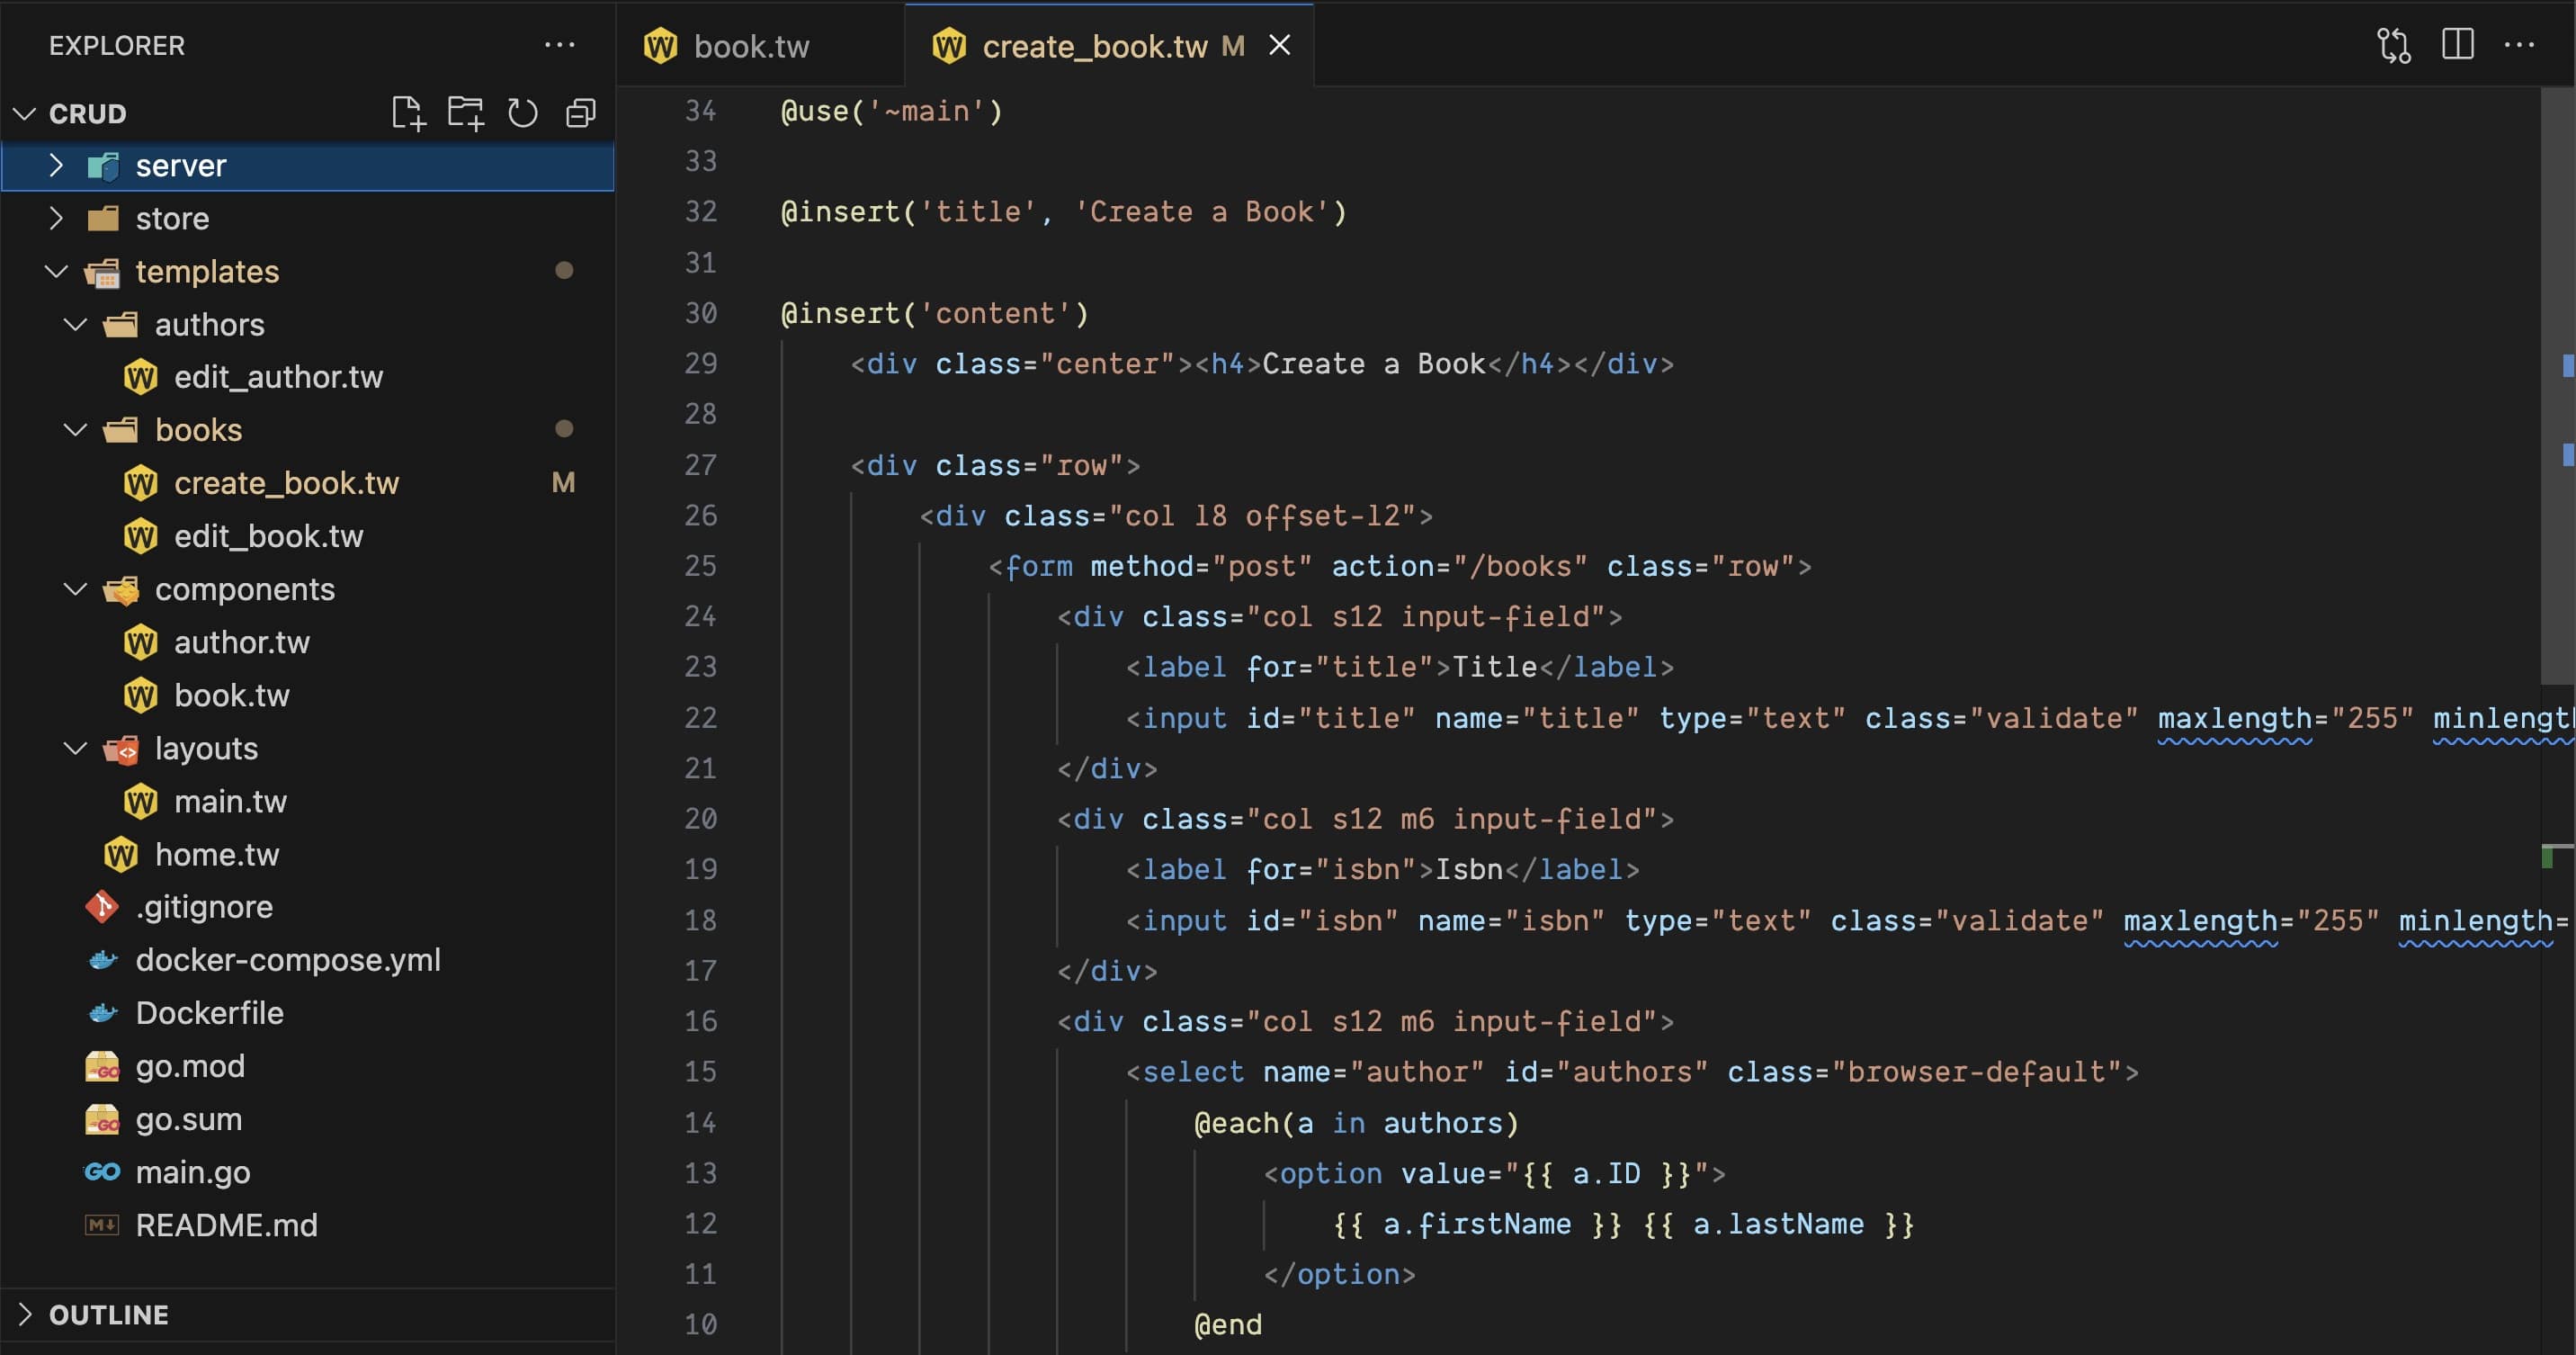 EXPLORER
CRUD
server
store
templates
authors
edit_author.tw
books
create_book.tw M
edit_book.tw
components
author.tw
book.tw
layouts
main.tw
home.tw
.gitignore
docker-compose.yml
Dockerfile
go.mod
go.sum
main.go
README.md
OUTLINE
book.tw
create_book.tw M
34 @use('~main')
33
32 @insert('title', 'Create a Book')
31
30 @insert('content')
29 <div class="center"><h4>Create a Book</h4></div>
28
27 <div class="row">
26 <div class="col l8 offset-l2">
25 <form method="post" action="/books" class="row">
24 <div class="col s12 input-field">
23 <label for="title">Title</label>
22 <input id="title" name="title" type="text" class="validate" maxlength="255" minlengt
21 </div>
20 <div class="col s12 m6 input-field">
19 <label for="isbn">Isbn</label>
18 <input id="isbn" name="isbn" type="text" class="validate" maxlength="255" minlength=
17 </div>
16 <div class="col s12 m6 input-field">
15 <select name="author" id="authors" class="browser-default">
14 @each(a in authors)
13 <option value="{{ a.ID }}">
12 {{ a.firstName }} {{ a.lastName }}
11 </option>
10 @end